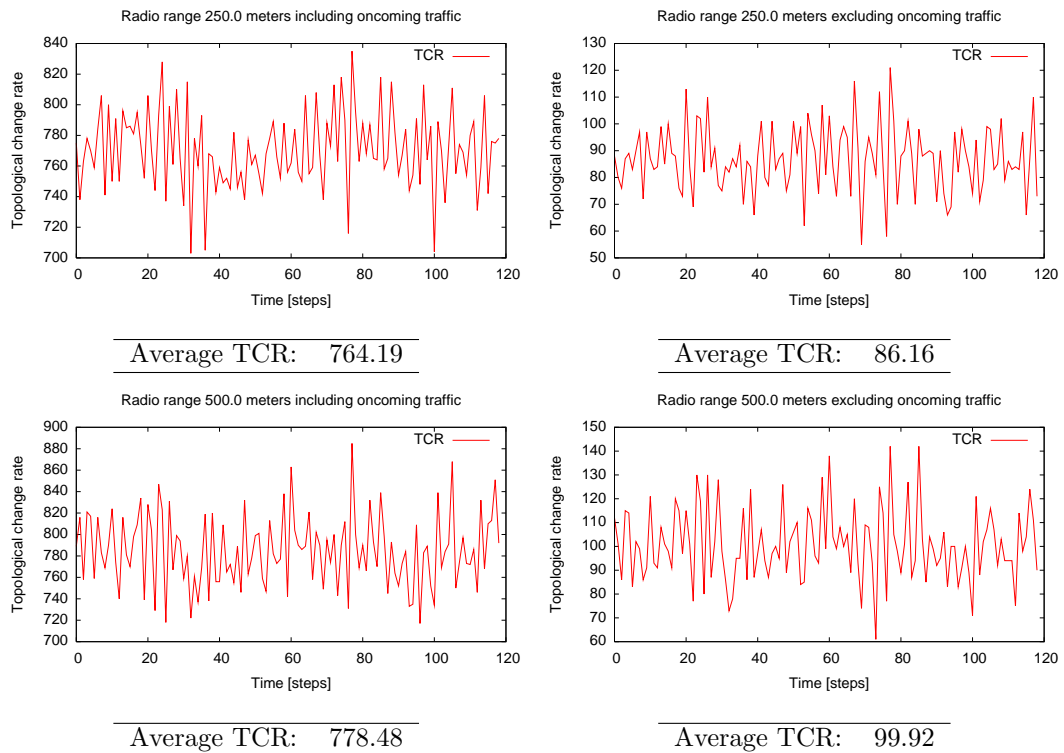 Radio range 250.0 meters including oncoming traffic
840
820
800
780
760
740
720
700
Topological change rate
TCR
0 20 40 60 80 100 120
Time [steps]
Average TCR: 764.19
Radio range 250.0 meters excluding oncoming traffic
130
120
110
100
90
80
70
60
50
Topological change rate
TCR
0 20 40 60 80 100 120
Time [steps]
Average TCR: 86.16
Radio range 500.0 meters including oncoming traffic
900
880
860
840
820
800
780
760
740
720
700
Topological change rate
TCR
0 20 40 60 80 100 120
Time [steps]
Average TCR: 778.48
Radio range 500.0 meters excluding oncoming traffic
150
140
130
120
110
100
90
80
70
60
Topological change rate
TCR
0 20 40 60 80 100 120
Time [steps]
Average TCR: 99.92